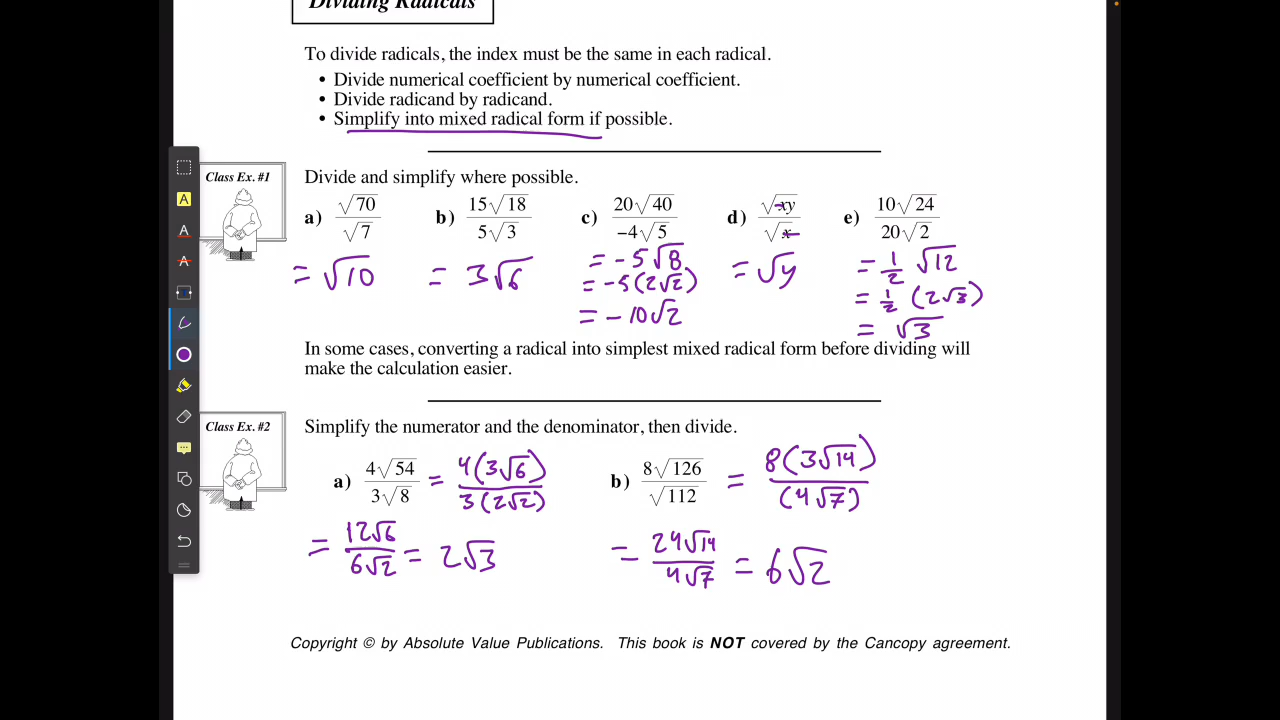 Dividing Radicals
To divide radicals, the index must be the same in each radical.
• Divide numerical coefficient by numerical coefficient.
• Divide radicand by radicand.
• Simplify into mixed radical form if possible.
Class Ex. #1
Divide and simplify where possible.
a) √70 / √7 b) 15√18 / 5√3 c) 20√40 / −4√5 d) √xy / √x e) 10√24 / 20√2
= √10 = 3√6 = -5√8 = √y = 1/2 √12
= -5(2√2) = 1/2 (2√3)
= -10√2 = √3
In some cases, converting a radical into simplest mixed radical form before dividing will
make the calculation easier.
Class Ex. #2
Simplify the numerator and the denominator, then divide.
a) 4√54 / 3√8 = 4(3√6) / 3(2√2) b) 8√126 / √112 = 8(3√14) / (4√7)
= 12√6 / 6√2 = 2√3 = 24√14 / 4√7 = 6√2
Copyright © by Absolute Value Publications. This book is NOT covered by the Cancopy agreement.
A
A
A